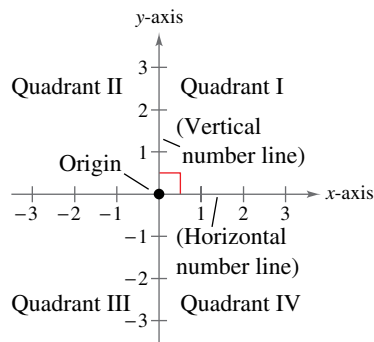 y-axis
3
Quadrant II Quadrant I
2
(Vertical
number line)
1
Origin
x-axis
−3 −2 −1 1 2 3
−1
(Horizontal
number line)
Quadrant III Quadrant IV
−3